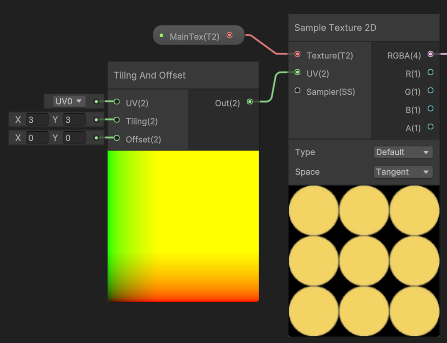 Sample Texture 2D
MainTex(T2)
Texture(T2)
RGBA(4)
UV(2)
R(1)
Sampler(SS)
G(1)
B(1)
A(1)
Tiling And Offset
UV0
UV(2)
Out(2)
X 3 Y 3
Tiling(2)
X 0 Y 0
Offset(2)
Type
Default
Space
Tangent